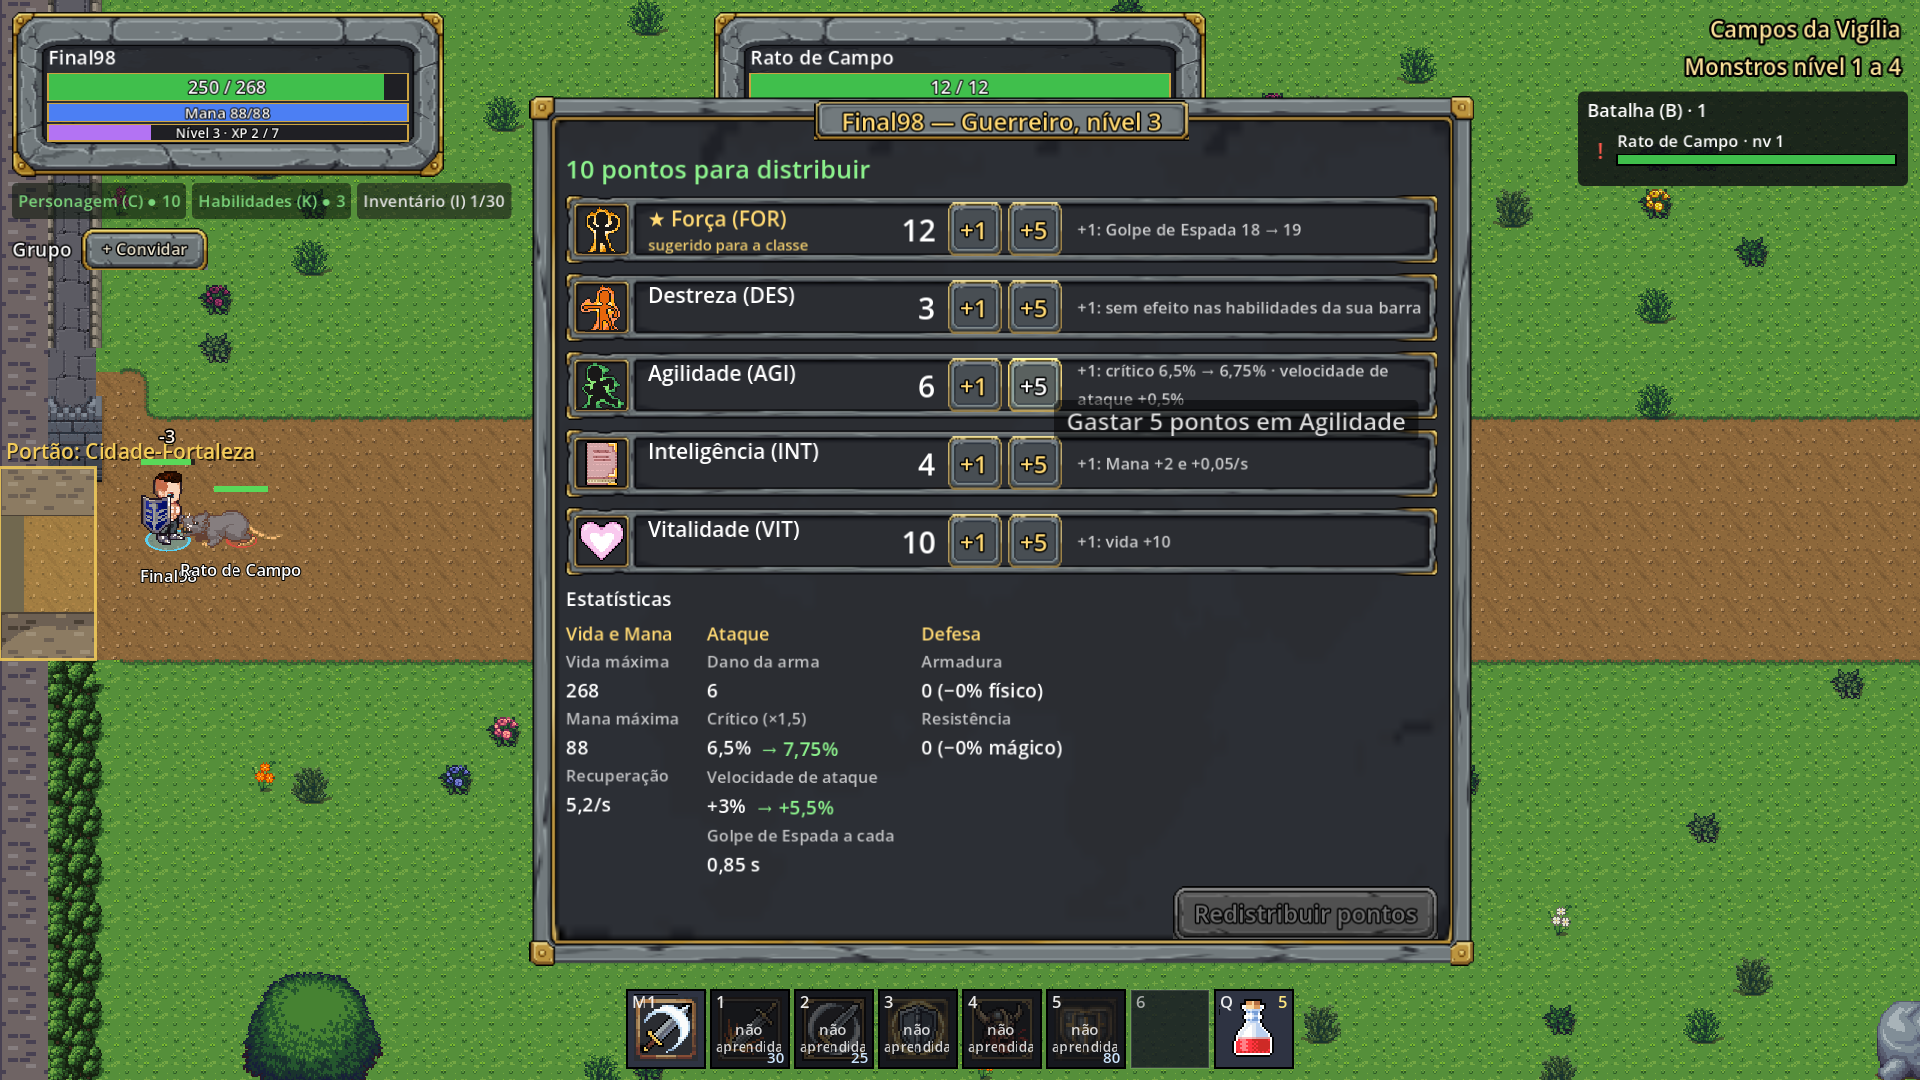 Final98
250 / 268
Mana 88/88
Nível 3 · XP 2 / 7
Personagem (C) ● 10
Habilidades (K) ● 3
Inventário (I) 1/30
Grupo
+ Convidar
Rato de Campo
12 / 12
Campos da Vigília
Monstros nível 1 a 4
Batalha (B) · 1
! Rato de Campo · nv 1
Final98 — Guerreiro, nível 3
10 pontos para distribuir
★ Força (FOR)
sugerido para a classe
12
+1
+5
+1: Golpe de Espada 18 → 19
Destreza (DES)
3
+1
+5
+1: sem efeito nas habilidades da sua barra
Agilidade (AGI)
6
+1
+5
+1: crítico 6,5% → 6,75% · velocidade de
ataque +0,5%
Gastar 5 pontos em Agilidade
Inteligência (INT)
4
+1
+5
+1: Mana +2 e +0,05/s
Vitalidade (VIT)
10
+1
+5
+1: vida +10
Estatísticas
Vida e Mana
Vida máxima
268
Mana máxima
88
Recuperação
5,2/s
Ataque
Dano da arma
6
Crítico (×1,5)
6,5% → 7,75%
Velocidade de ataque
+3% → +5,5%
Golpe de Espada a cada
0,85 s
Defesa
Armadura
0 (−0% físico)
Resistência
0 (−0% mágico)
Redistribuir pontos
-3
Portão: Cidade-Fortaleza
Final98
Rato de Campo
M1
1
não
aprendida
30
2
não
aprendida
25
3
não
aprendida
4
não
aprendida
5
não
aprendida
80
6
Q
5